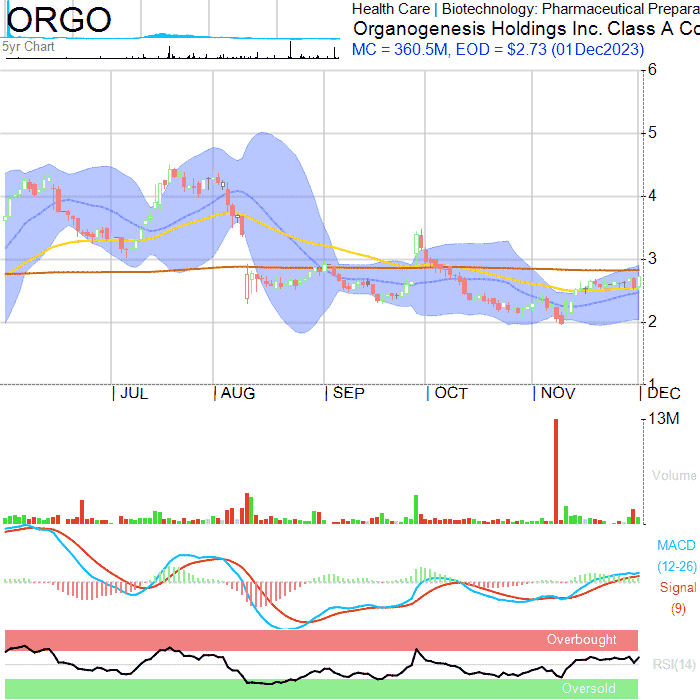 ORGO
5yr Chart
Health Care | Biotechnology: Pharmaceutical Prepara
Organogenesis Holdings Inc. Class A Co
MC = 360.5M, EOD = $2.73 (01Dec2023)
6
5
4
3
2
1
JUL AUG SEP OCT NOV DEC
13M
Volume
MACD
(12-26)
Signal
(9)
Overbought
RSI(14)
Oversold